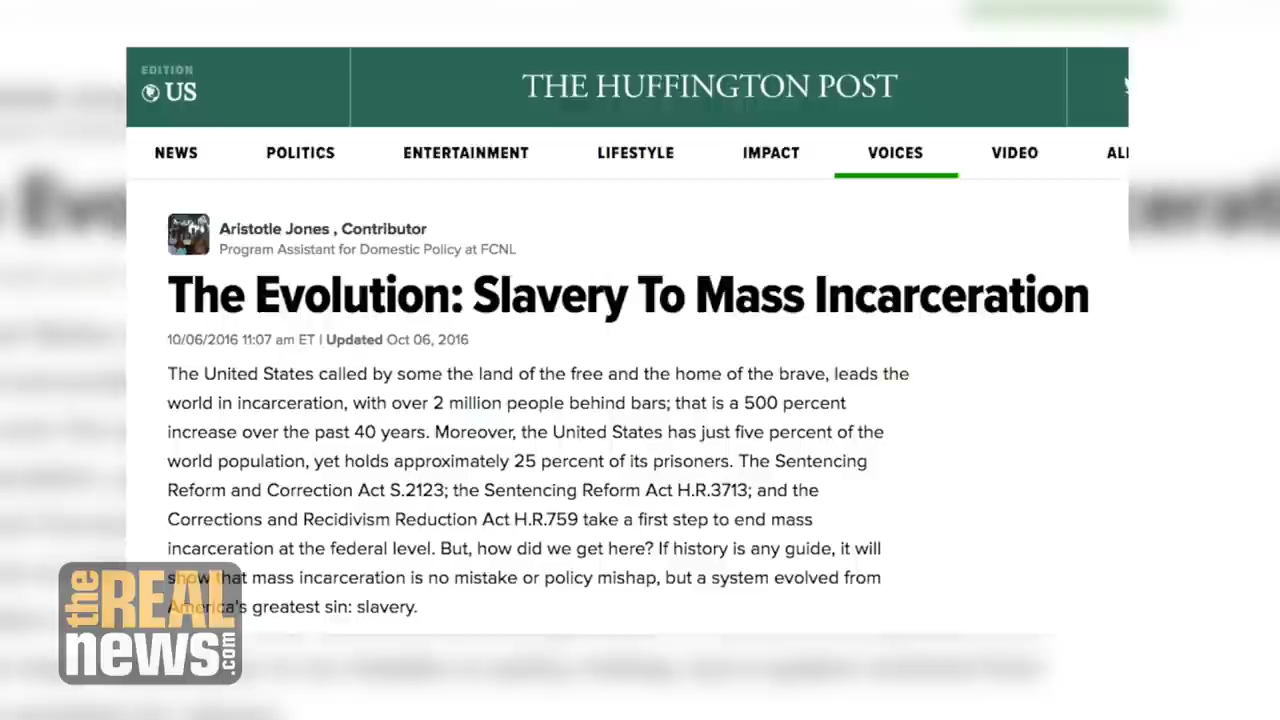 EDITION
US
THE HUFFINGTON POST
NEWS POLITICS ENTERTAINMENT LIFESTYLE IMPACT VOICES VIDEO ALL
Aristotle Jones , Contributor
Program Assistant for Domestic Policy at FCNL
The Evolution: Slavery To Mass Incarceration
10/06/2016 11:07 am ET | Updated Oct 06, 2016
The United States called by some the land of the free and the home of the brave, leads the
world in incarceration, with over 2 million people behind bars; that is a 500 percent
increase over the past 40 years. Moreover, the United States has just five percent of the
world population, yet holds approximately 25 percent of its prisoners. The Sentencing
Reform and Correction Act S.2123; the Sentencing Reform Act H.R.3713; and the
Corrections and Recidivism Reduction Act H.R.759 take a first step to end mass
incarceration at the federal level. But, how did we get here? If history is any guide, it will
show that mass incarceration is no mistake or policy mishap, but a system evolved from
America's greatest sin: slavery.
the REAL
news.com